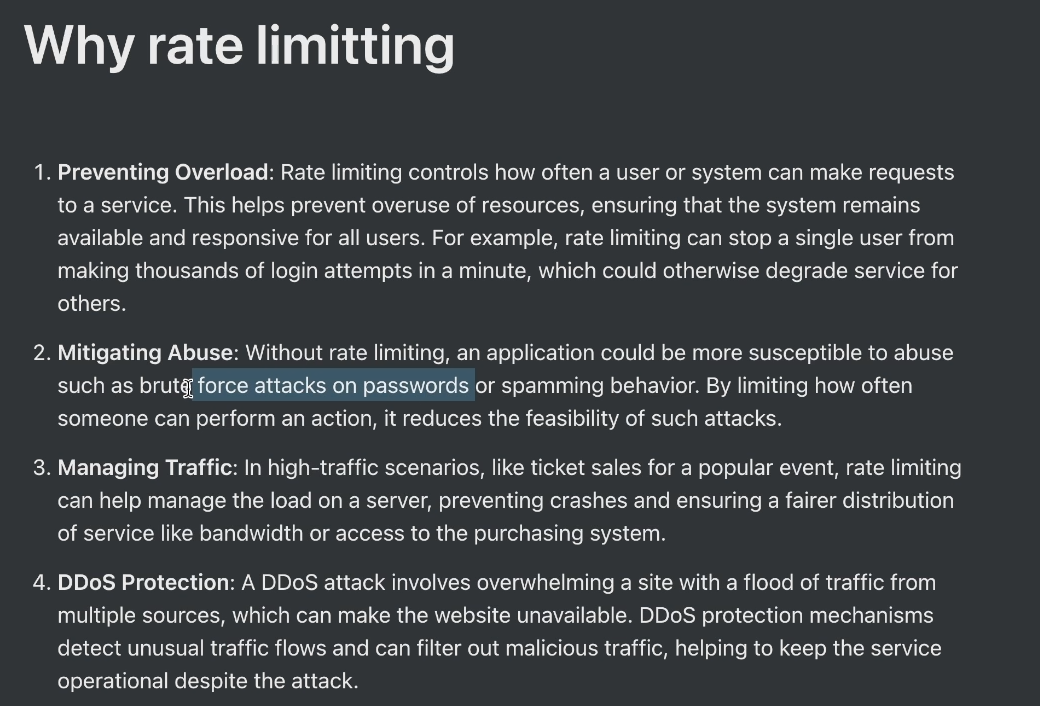 Why rate limitting
1. Preventing Overload: Rate limiting controls how often a user or system can make requests
to a service. This helps prevent overuse of resources, ensuring that the system remains
available and responsive for all users. For example, rate limiting can stop a single user from
making thousands of login attempts in a minute, which could otherwise degrade service for
others.
2. Mitigating Abuse: Without rate limiting, an application could be more susceptible to abuse
such as brute force attacks on passwords or spamming behavior. By limiting how often
someone can perform an action, it reduces the feasibility of such attacks.
3. Managing Traffic: In high-traffic scenarios, like ticket sales for a popular event, rate limiting
can help manage the load on a server, preventing crashes and ensuring a fairer distribution
of service like bandwidth or access to the purchasing system.
4. DDoS Protection: A DDoS attack involves overwhelming a site with a flood of traffic from
multiple sources, which can make the website unavailable. DDoS protection mechanisms
detect unusual traffic flows and can filter out malicious traffic, helping to keep the service
operational despite the attack.